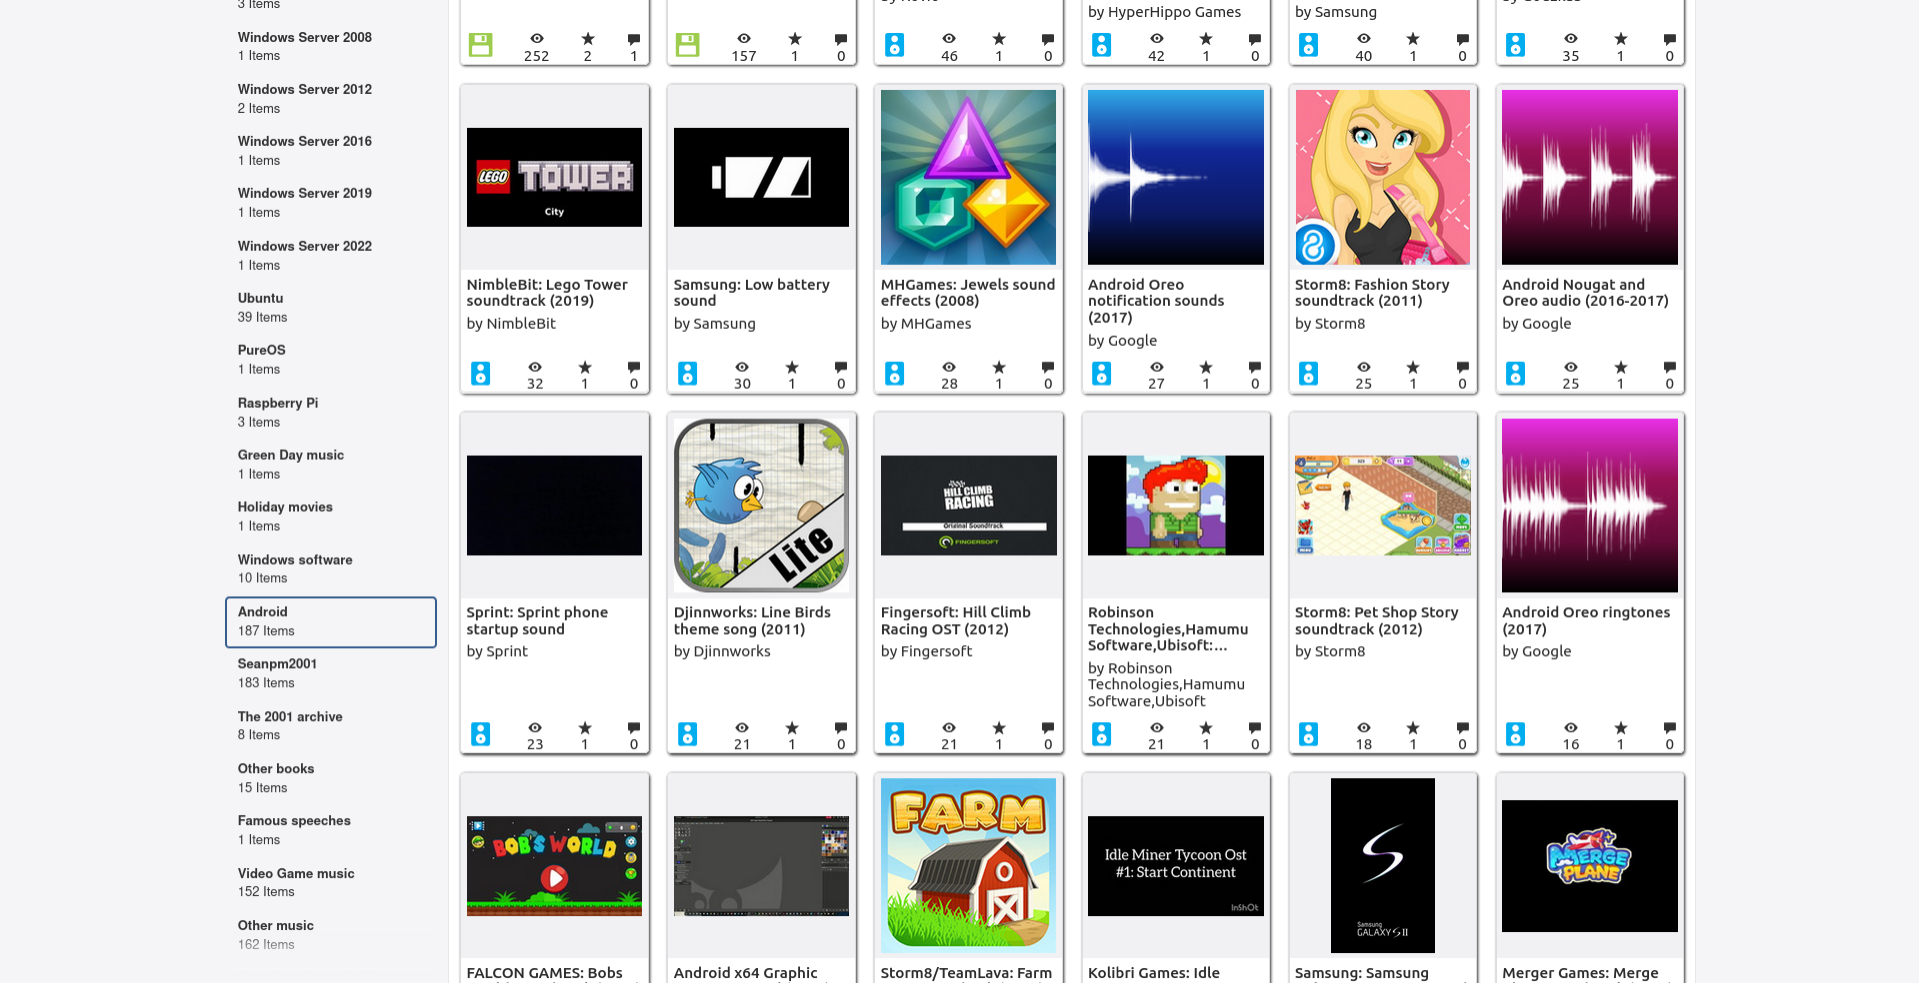 3 Items
Windows Server 2008
1 Items
Windows Server 2012
2 Items
Windows Server 2016
1 Items
Windows Server 2019
1 Items
Windows Server 2022
1 Items
Ubuntu
39 Items
PureOS
1 Items
Raspberry Pi
3 Items
Green Day music
1 Items
Holiday movies
1 Items
Windows software
10 Items
Android
187 Items
Seanpm2001
183 Items
The 2001 archive
8 Items
Other books
15 Items
Famous speeches
1 Items
Video Game music
152 Items
Other music
162 Items
by HyperHippo Games
by Samsung
252 2 1
157 1 0
46 1 0
42 1 0
40 1 0
35 1 0
LEGO TOWER
City
NimbleBit: Lego Tower
soundtrack (2019)
by NimbleBit
32 1 0
Samsung: Low battery
sound
by Samsung
30 1 0
MHGames: Jewels sound
effects (2008)
by MHGames
28 1 0
Android Oreo
notification sounds
(2017)
by Google
27 1 0
Storm8: Fashion Story
soundtrack (2011)
by Storm8
25 1 0
Android Nougat and
Oreo audio (2016-2017)
by Google
25 1 0
Sprint: Sprint phone
startup sound
by Sprint
23 1 0
Lite
Djinnworks: Line Birds
theme song (2011)
by Djinnworks
21 1 0
HILL CLIMB
RACING
Original Soundtrack
FINGERSOFT
Fingersoft: Hill Climb
Racing OST (2012)
by Fingersoft
21 1 0
Robinson
Technologies,Hamumu
Software,Ubisoft:...
by Robinson
Technologies,Hamumu
Software,Ubisoft
21 1 0
Storm8: Pet Shop Story
soundtrack (2012)
by Storm8
18 1 0
Android Oreo ringtones
(2017)
by Google
16 1 0
BOB'S WORLD
FALCON GAMES: Bobs
Android x64 Graphic
FARM
Storm8/TeamLava: Farm
Idle Miner Tycoon Ost
#1: Start Continent
InShOt
Kolibri Games: Idle
Samsung
GALAXY S II
Samsung: Samsung
MERGE
PLANE
Merger Games: Merge